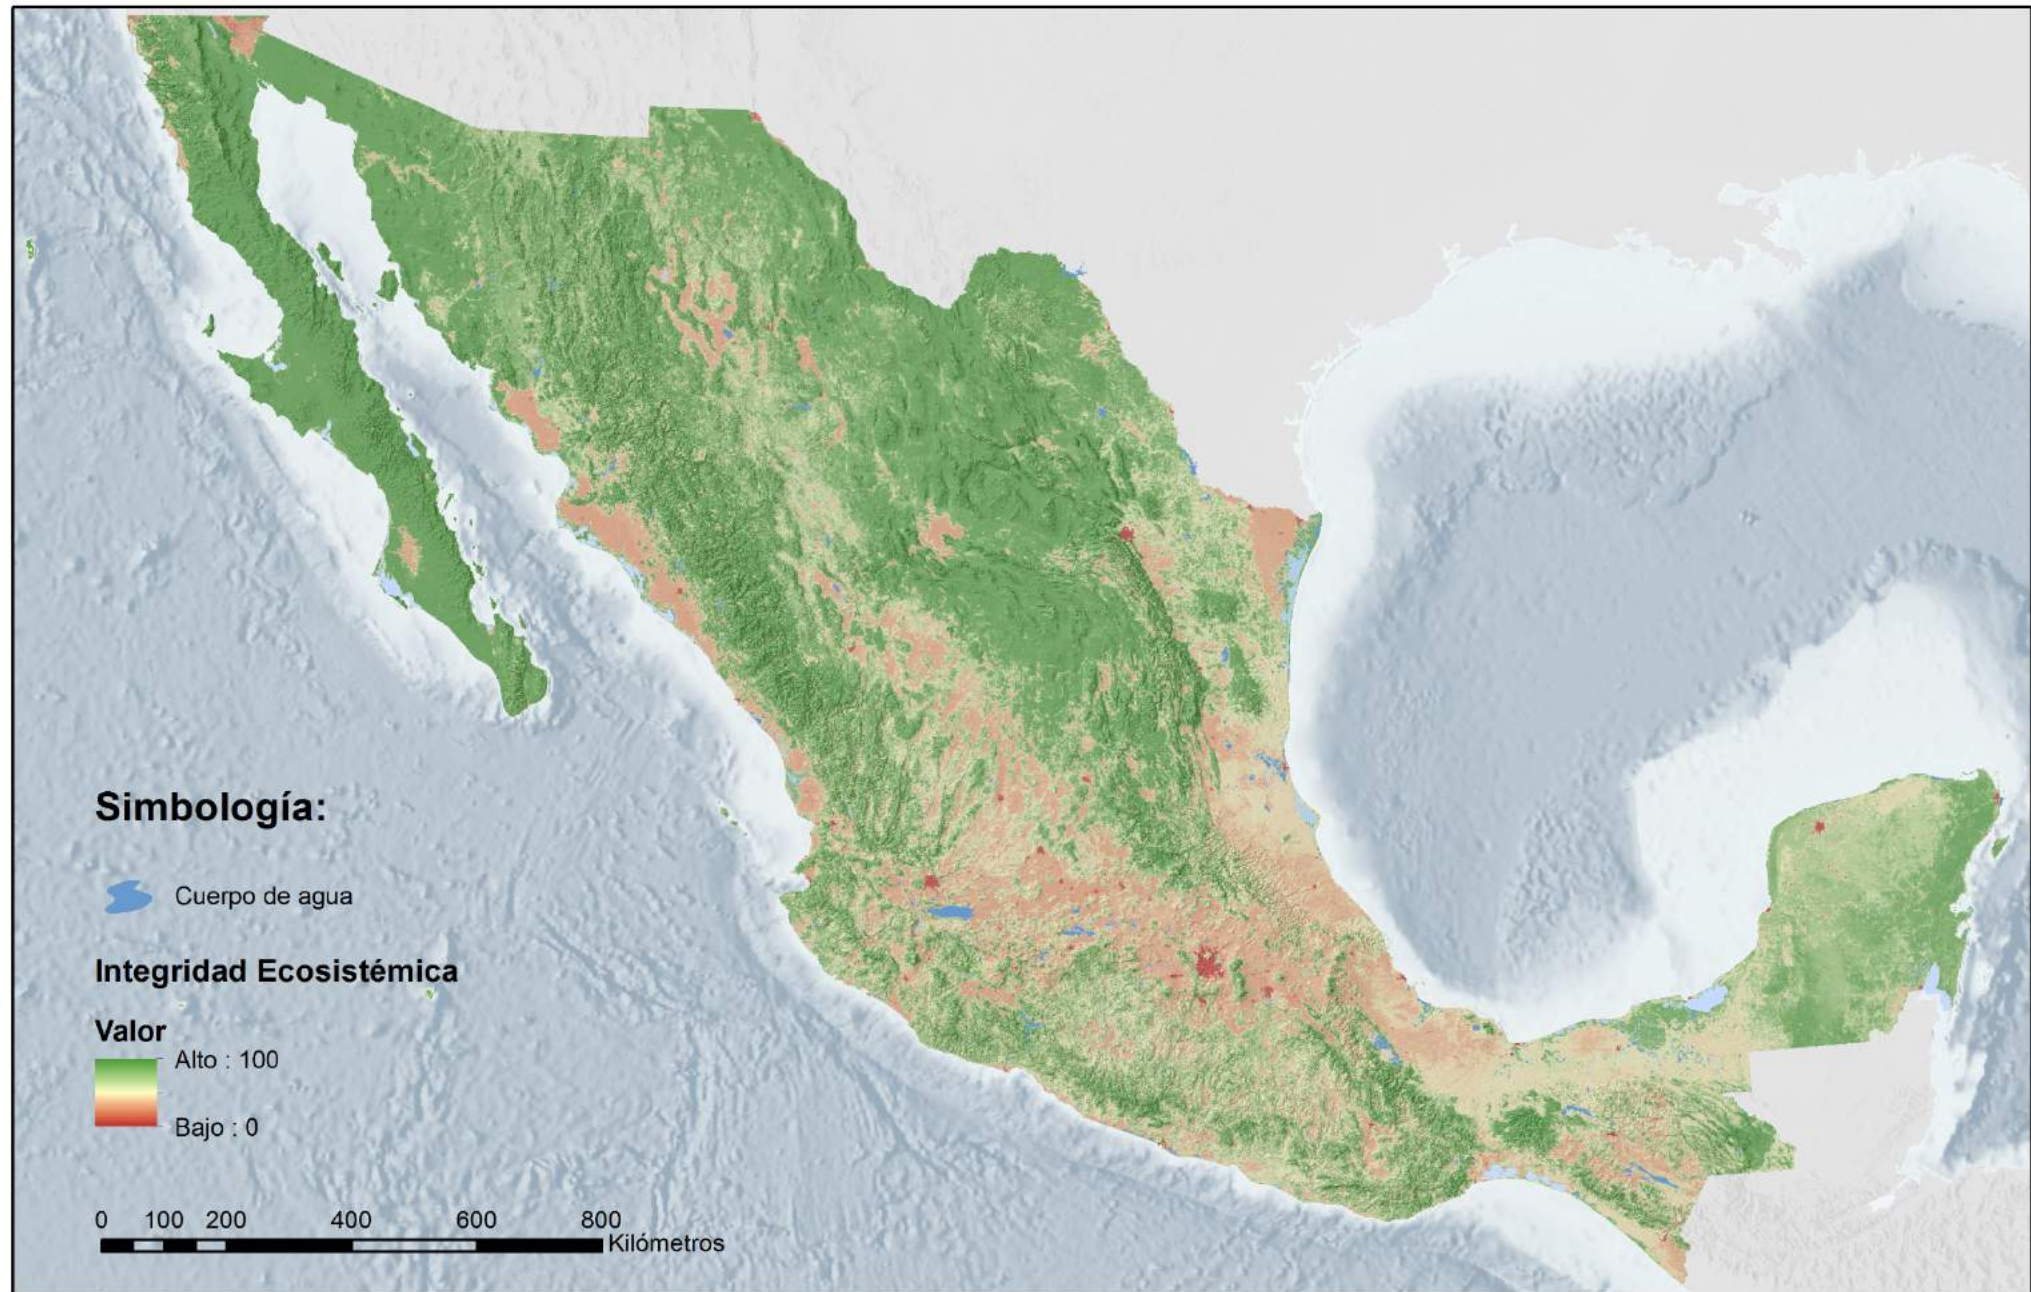 Simbología:
Cuerpo de agua
Integridad Ecosistémica
Valor
Alto : 100
Bajo : 0
0 100 200 400 600 800
Kilómetros